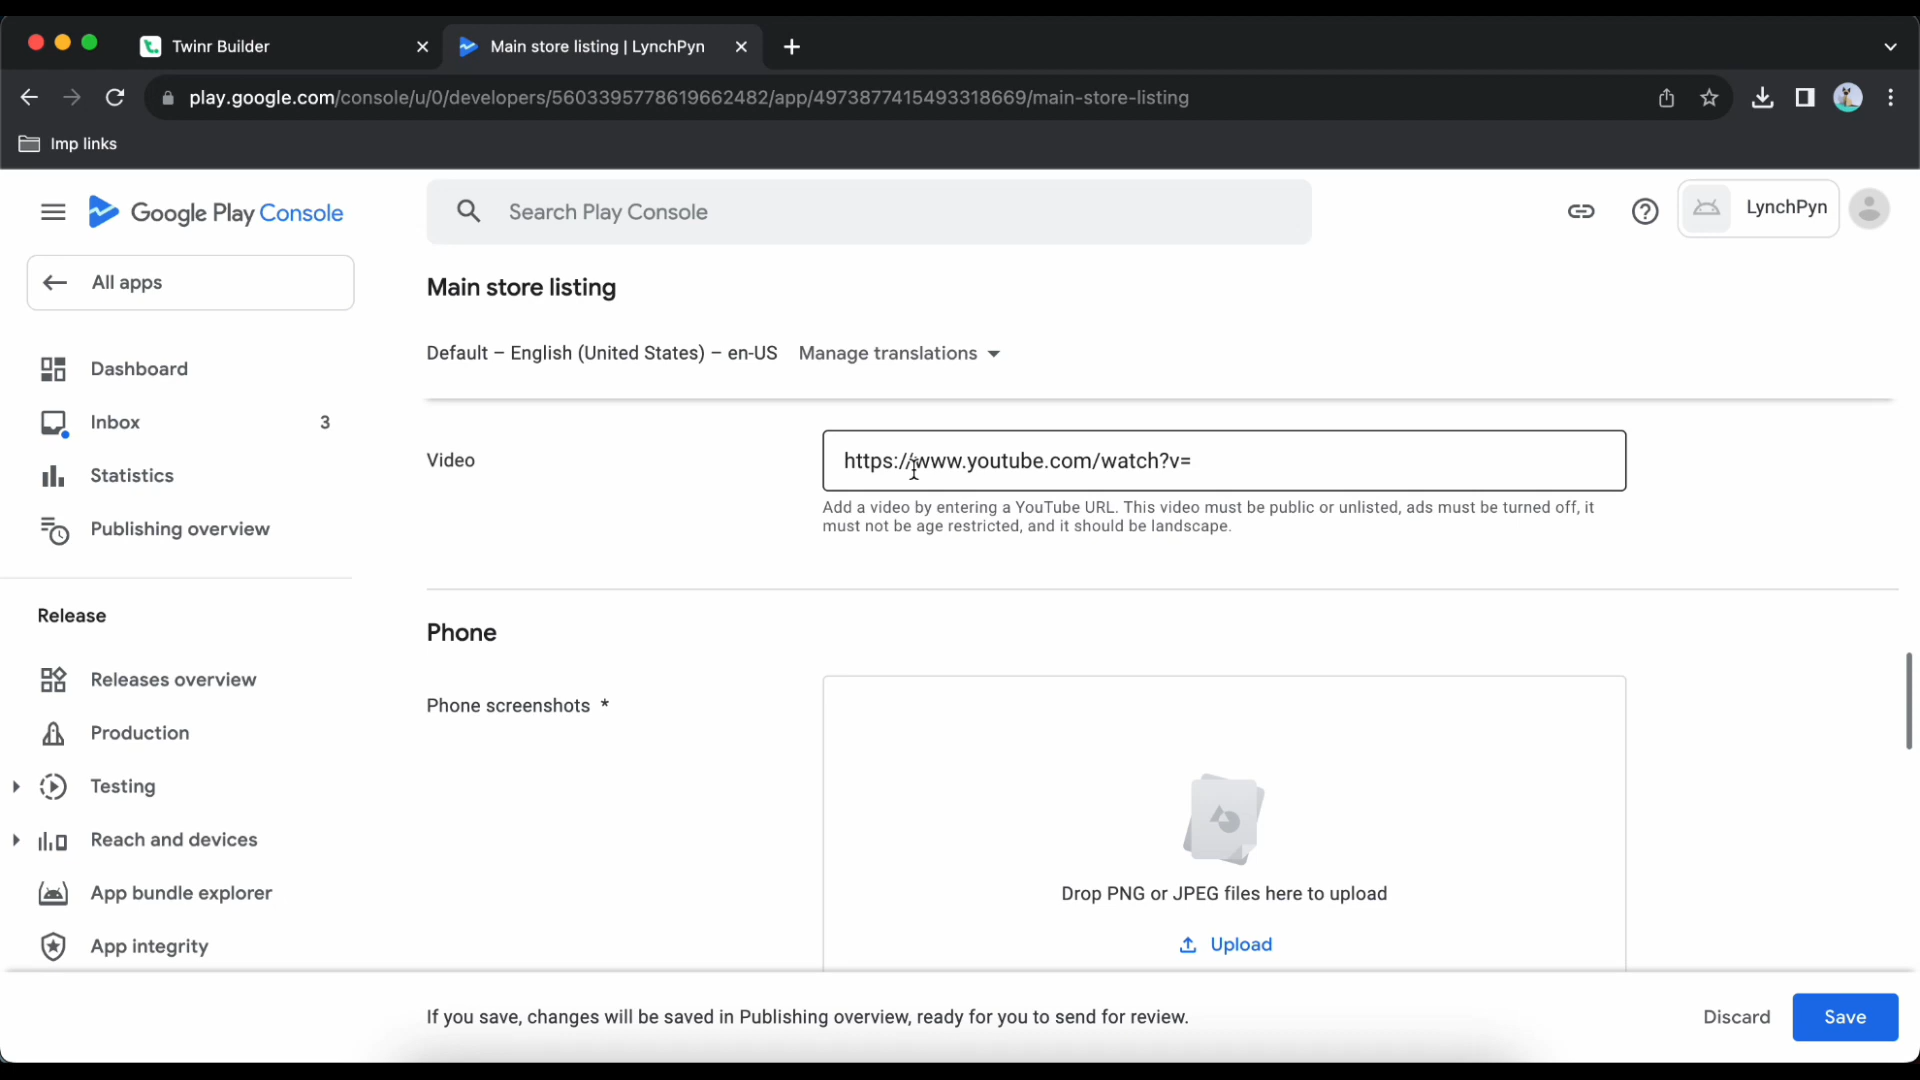 Twinr Builder
Main store listing | LynchPyn
play.google.com/console/u/0/developers/5603395778619662482/app/4973877415493318669/main-store-listing
Imp links
Google Play Console
Search Play Console
LynchPyn
All apps
Main store listing
Default – English (United States) – en-US Manage translations
Dashboard
Inbox 3
Statistics
Publishing overview
Video
https://www.youtube.com/watch?v=
Add a video by entering a YouTube URL. This video must be public or unlisted, ads must be turned off, it
must not be age restricted, and it should be landscape.
Release
Releases overview
Production
Testing
Reach and devices
App bundle explorer
App integrity
Phone
Phone screenshots *
Drop PNG or JPEG files here to upload
Upload
If you save, changes will be saved in Publishing overview, ready for you to send for review.
Discard
Save